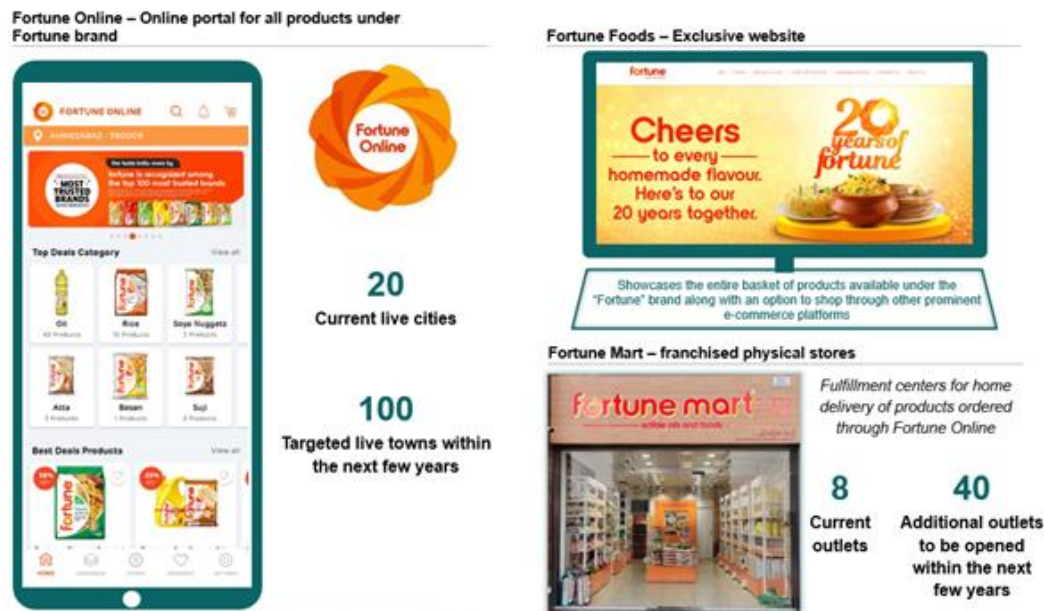 Fortune Online – Online portal for all products under
Fortune brand
FORTUNE ONLINE
AHMEDABAD - 380009
MOST
TRUSTED
BRANDS
fortune is recognized among
the top 100 most trusted brands
Top Deals Category
View all
Oil
Rice
Soya Nuggets
Atta
Besan
Suji
Best Deals Products
View all
fortune
HOME
Fortune
Online
20
Current live cities
100
Targeted live towns within
the next few years
Fortune Foods – Exclusive website
fortune
Cheers
to every
homemade flavour.
Here's to our
20 years together.
20
years of
fortune
Showcases the entire basket of products available under the
"Fortune" brand along with an option to shop through other prominent
e-commerce platforms
Fortune Mart – franchised physical stores
fortune mart
edible oils and foods
Fulfillment centers for home
delivery of products ordered
through Fortune Online
8
Current
outlets
40
Additional outlets
to be opened
within the next
few years